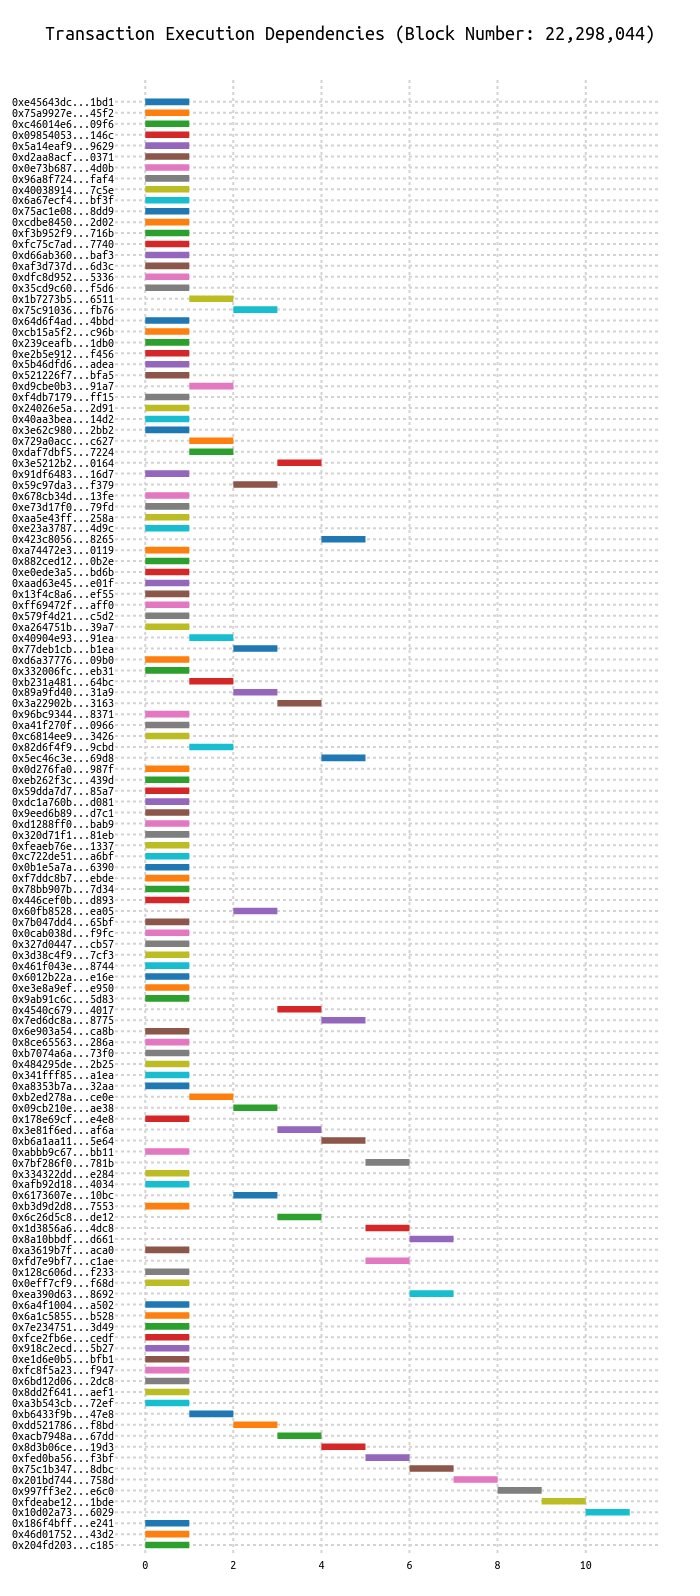 Transaction Execution Dependencies (Block Number: 22,298,044)
0xe45643dc...1bd1
0x75a9927e...45f2
0xc46014e6...09f6
0x09854053...146c
0x5a14eaf9...9629
0xd2aa8acf...0371
0x0e73b687...4d0b
0x96a8f724...faf4
0x40038914...7c5e
0x6a67ecf4...bf3f
0x75ac1e08...8dd9
0xcdbe8450...2d02
0xf3b952f9...716b
0xfc75c7ad...7740
0xd66ab360...baf3
0xaf3d737d...6d3c
0xdfc8d952...5336
0x35cd9c60...f5d6
0x1b7273b5...6511
0x75c91036...fb76
0x64d6f4ad...4bbd
0xcb15a5f2...c96b
0x239ceafb...1db0
0xe2b5e912...f456
0x5b46dfd6...adea
0x521226f7...bfa5
0xd9cbe0b3...91a7
0xf4db7179...ff15
0x24026e5a...2d91
0x40aa3bea...14d2
0x3e62c980...2bb2
0x729a0acc...c627
0xdaf7dbf5...7224
0x3e5212b2...0164
0x91df6483...16d7
0x59c97da3...f379
0x678cb34d...13fe
0xe73d17f0...79fd
0xaa5e43ff...258a
0xe23a3787...4d9c
0x423c8056...8265
0xa74472e3...0119
0x882ced12...0b2e
0xe0ede3a5...bd6b
0xaad63e45...e01f
0x13f4c8a6...ef55
0xff69472f...aff0
0x579f4d21...c5d2
0xa264751b...39a7
0x40904e93...91ea
0x77deb1cb...b1ea
0xd6a37776...09b0
0x332006fc...eb31
0xb231a481...64bc
0x89a9fd40...31a9
0x3a22902b...3163
0x96bc9344...8371
0xa41f270f...0966
0xc6814ee9...3426
0x82d6f4f9...9cbd
0x5ec46c3e...69d8
0x0d276fa0...987f
0xeb262f3c...439d
0x59dda7d7...85a7
0xdc1a760b...d081
0x9eed6b89...d7c1
0xd1288ff0...bab9
0x320d71f1...81eb
0xfeaeb76e...1337
0xc722de51...a6bf
0x0b1e5a7a...6390
0xf7ddc8b7...ebde
0x78bb907b...7d34
0x446cef0b...d893
0x60fb8528...ea05
0x7b047dd4...65bf
0x0cab038d...f9fc
0x327d0447...cb57
0x3d38c4f9...7cf3
0x461f043e...8744
0x6012b22a...e16e
0xe3e8a9ef...e950
0x9ab91c6c...5d83
0x4540c679...4017
0x7ed6dc8a...8775
0x6e903a54...ca8b
0x8ce65563...286a
0xb7074a6a...73f0
0x484295de...2b25
0x341fff85...a1ea
0xa8353b7a...32aa
0xb2ed278a...ce0e
0x09cb210e...ae38
0x178e69cf...e4e8
0x3e81f6ed...af6a
0xb6a1aa11...5e64
0xabbb9c67...bb11
0x7bf286f0...781b
0x334322dd...e284
0xafb92d18...4034
0x6173607e...10bc
0xb3d9d2d8...7553
0x6c26d5c8...de12
0x1d3856a6...4dc8
0x8a10bbdf...d661
0xa3619b7f...aca0
0xfd7e9bf7...c1ae
0x128c606d...f233
0x0eff7cf9...f68d
0xea390d63...8692
0x6a4f1004...a502
0x6a1c5855...b528
0x7e234751...3d49
0xfce2fb6e...cedf
0x918c2ecd...5b27
0xe1d6e0b5...bfb1
0xfc8f5a23...f947
0x6bd12d06...2dc8
0x8dd2f641...aef1
0xa3b543cb...72ef
0xb6433f9b...47e8
0xdd521786...f8bd
0xacb7948a...67dd
0x8d3b06ce...19d3
0xfed0ba56...f3bf
0x75c1b347...8dbc
0x201bd744...758d
0x997ff3e2...e6c0
0xfdeabe12...1bde
0x10d02a73...6029
0x186f4bff...e241
0x46d01752...43d2
0x204fd203...c185
0 2 4 6 8 10